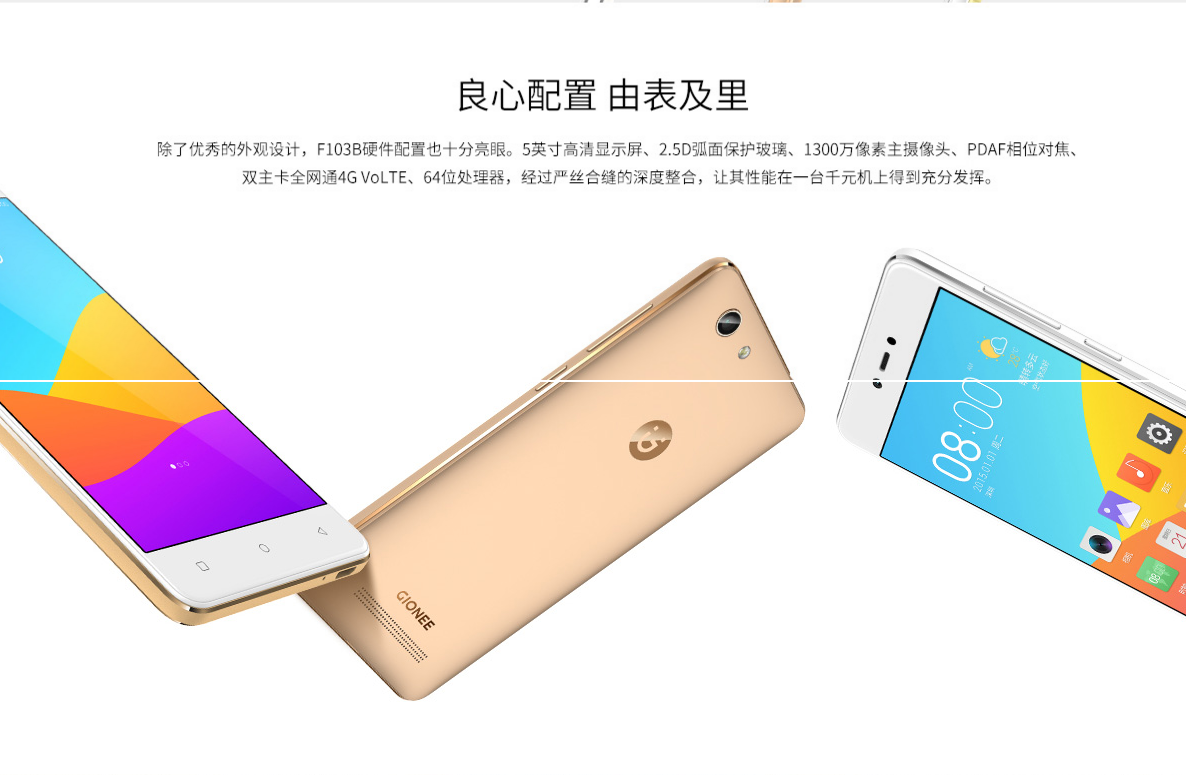 良心配置 由表及里
除了优秀的外观设计，F103B硬件配置也十分亮眼。5英寸高清显示屏、2.5D弧面保护玻璃、1300万像素主摄像头、PDAF相位对焦、
双主卡全网通4G VoLTE、64位处理器，经过严丝合缝的深度整合，让其性能在一台千元机上得到充分发挥。
08:00
2015.01.01 周二
GIONEE